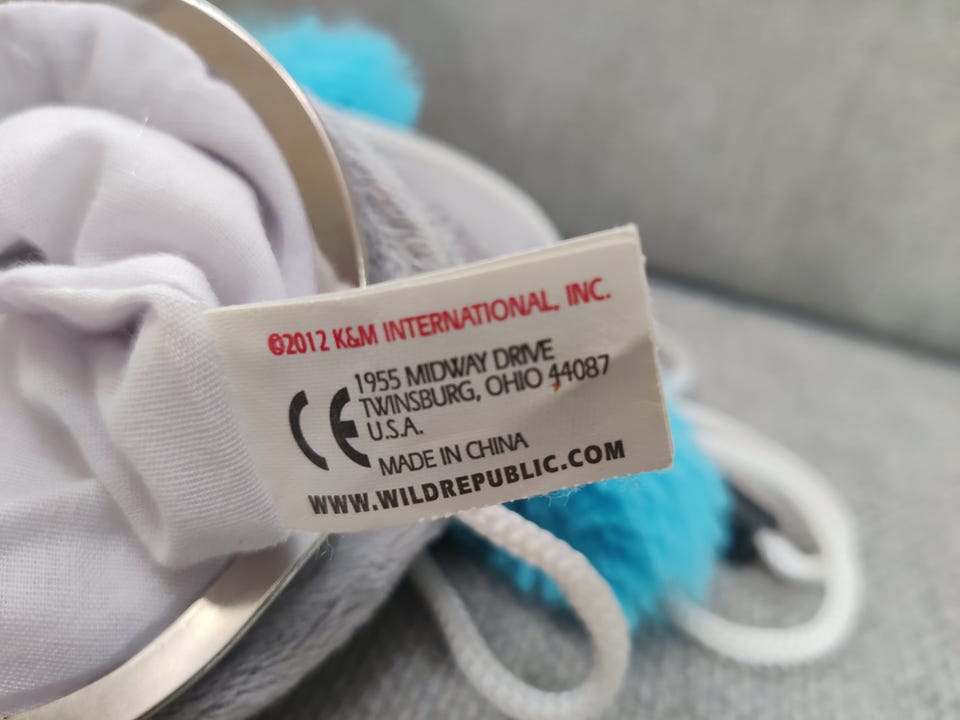 ©2012 K&M INTERNATIONAL, INC.
CE
1955 MIDWAY DRIVE
TWINSBURG, OHIO 44087
U.S.A.
MADE IN CHINA
WWW.WILDREPUBLIC.COM